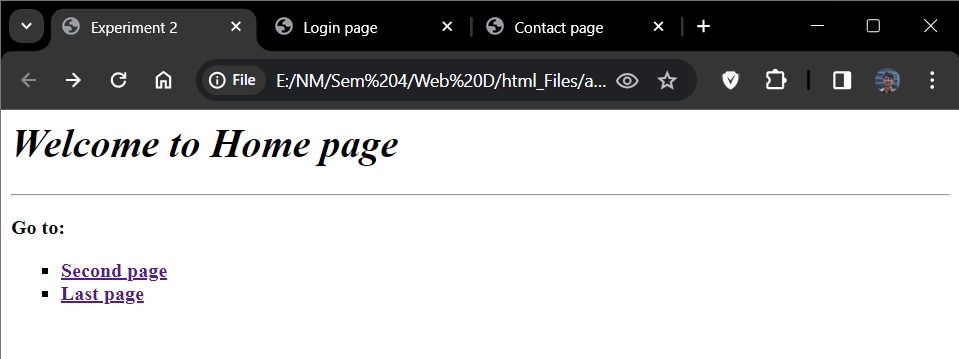 Experiment 2
Login page
Contact page
File
E:/NM/Sem%204/Web%20D/html_Files/a...
Welcome to Home page
Go to:
Second page
Last page